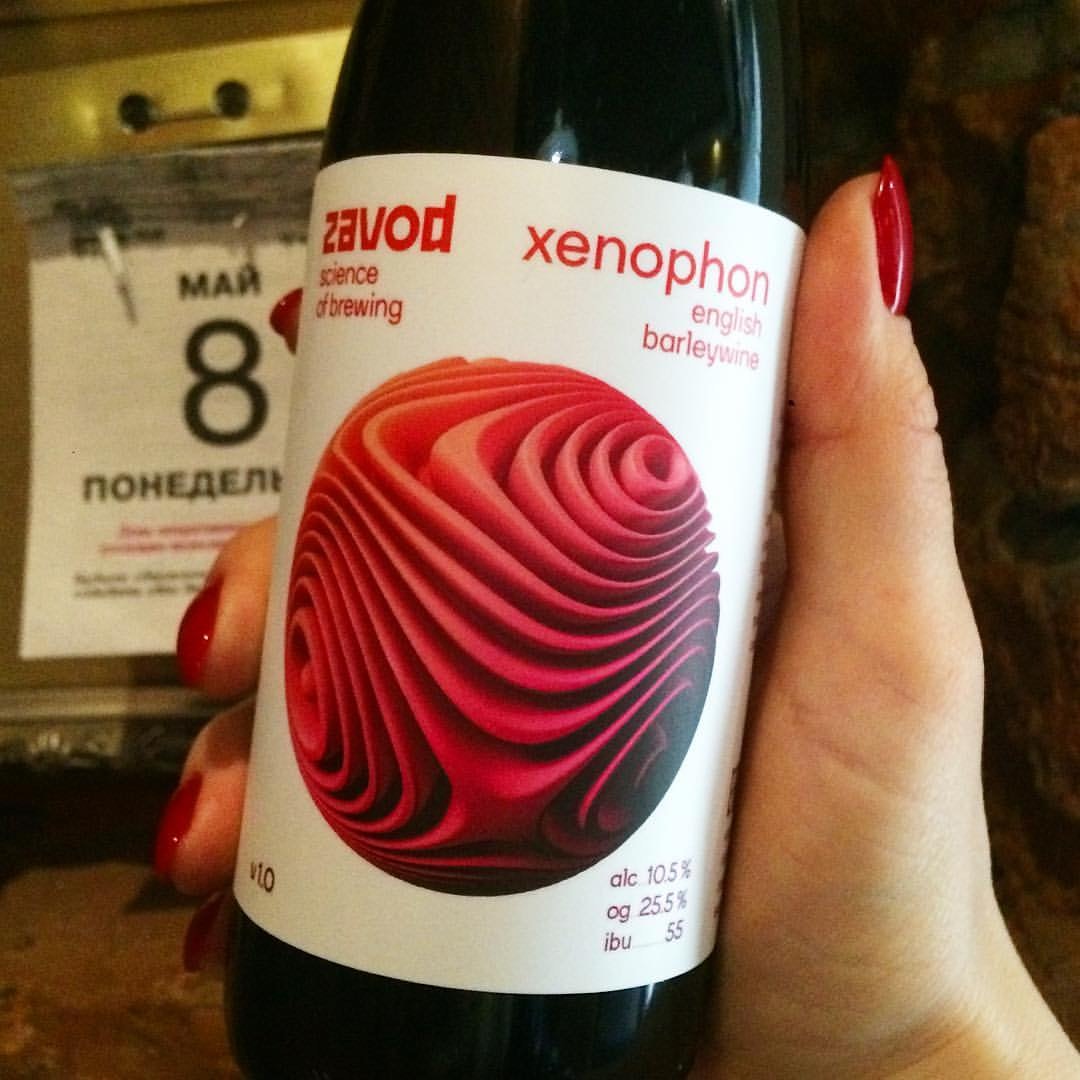 zavod
science
of brewing
xenophon
english
barleywine
v1.0
alc 10.5%
og 25.5%
ibu 55
МАЙ
8
ПОНЕДЕЛЬ